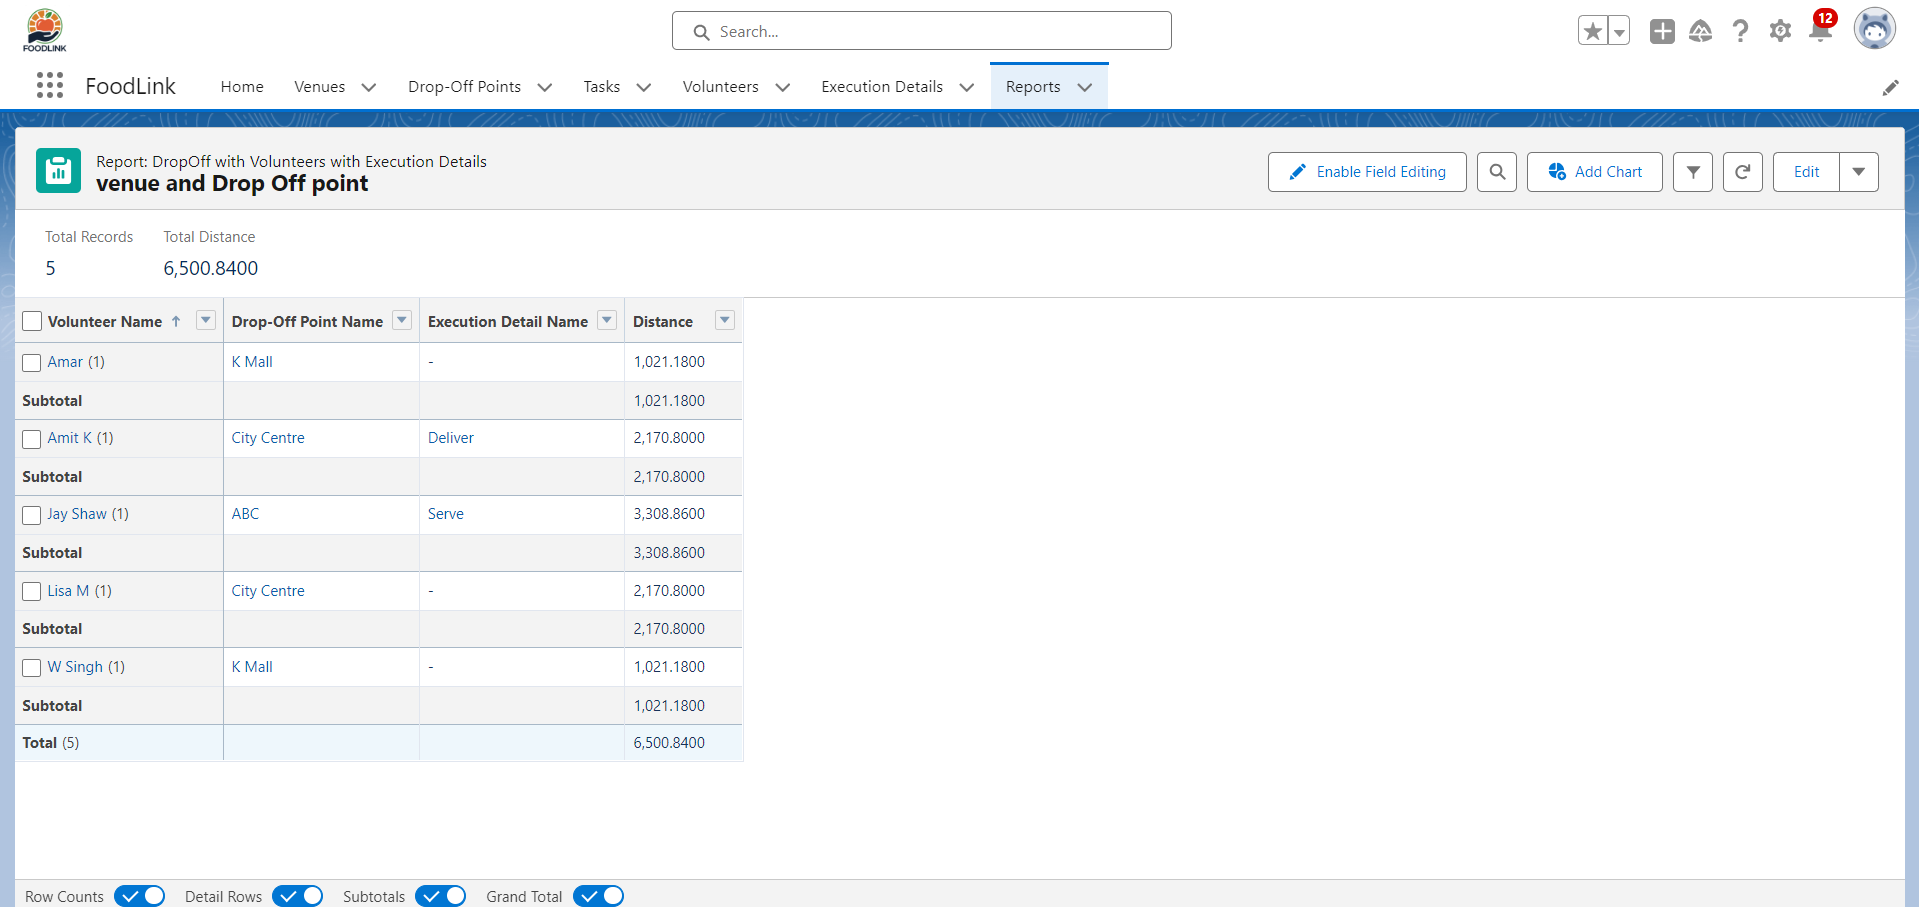 FOODLINK
Search...
12
FoodLink Home Venues Drop-Off Points Tasks Volunteers Execution Details Reports
Report: DropOff with Volunteers with Execution Details
venue and Drop Off point
Enable Field Editing Add Chart Edit
Total Records Total Distance
5 6,500.8400
Volunteer Name ↑ Drop-Off Point Name Execution Detail Name Distance
Amar (1) K Mall - 1,021.1800
Subtotal 1,021.1800
Amit K (1) City Centre Deliver 2,170.8000
Subtotal 2,170.8000
Jay Shaw (1) ABC Serve 3,308.8600
Subtotal 3,308.8600
Lisa M (1) City Centre - 2,170.8000
Subtotal 2,170.8000
W Singh (1) K Mall - 1,021.1800
Subtotal 1,021.1800
Total (5) 6,500.8400
Row Counts Detail Rows Subtotals Grand Total